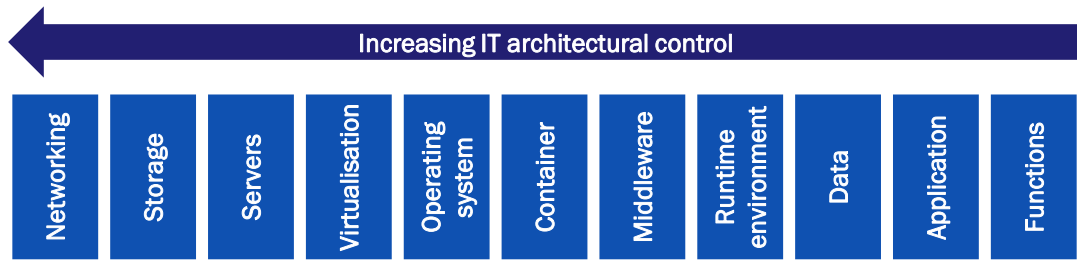 Increasing IT architectural control
Networking
Storage
Servers
Virtualisation
Operating
system
Container
Middleware
Runtime
environment
Data
Application
Functions